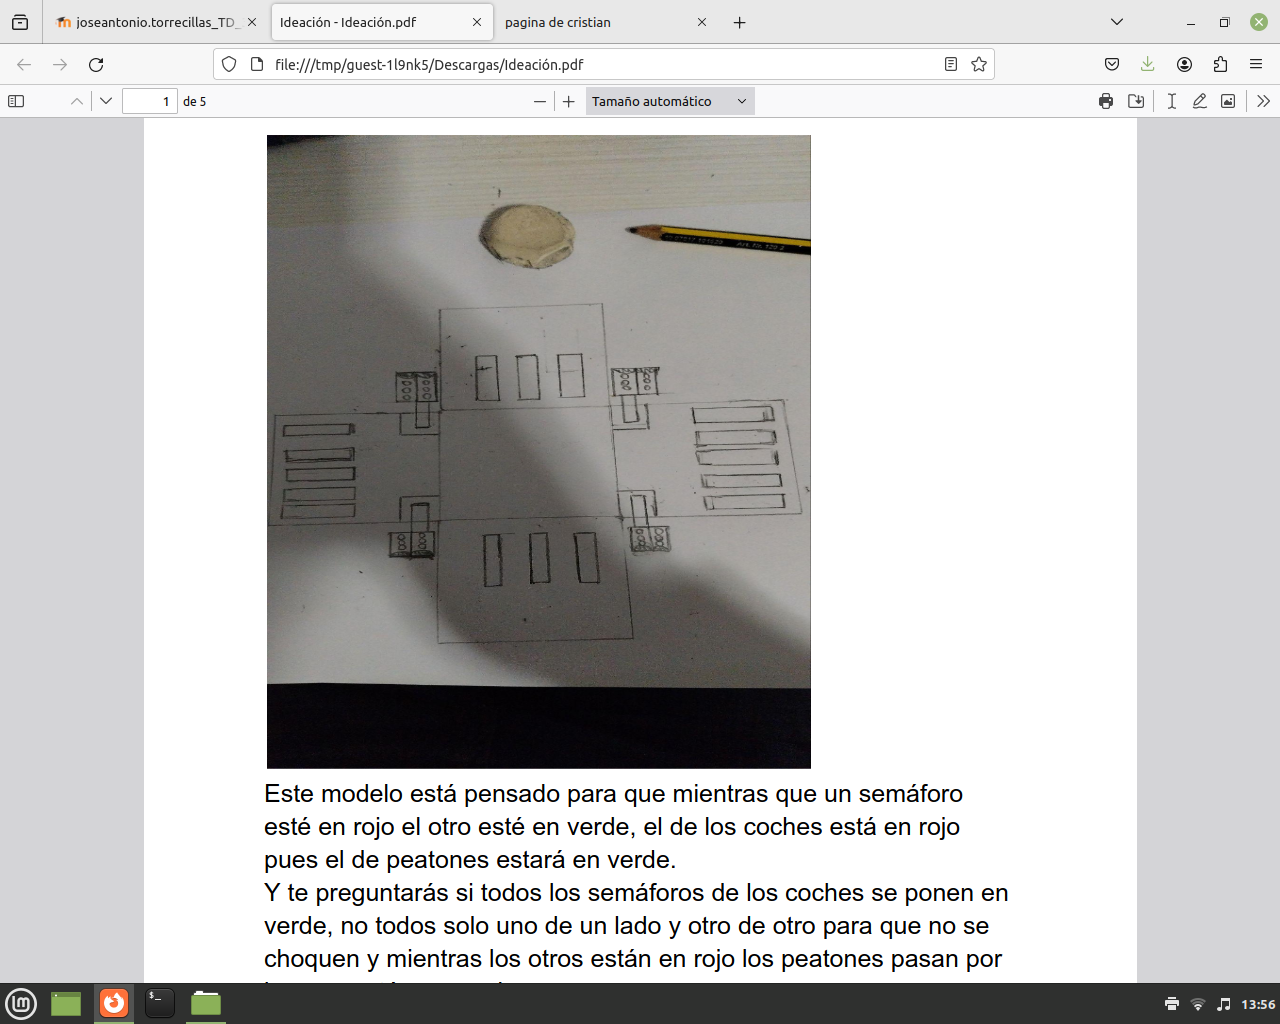 joseantonio.torrecillas_TD_
Ideación - Ideación.pdf
pagina de cristian
file:///tmp/guest-1l9nk5/Descargas/Ideación.pdf
1 de 5
Tamaño automático
Este modelo está pensado para que mientras que un semáforo
esté en rojo el otro esté en verde, el de los coches está en rojo
pues el de peatones estará en verde.
Y te preguntarás si todos los semáforos de los coches se ponen en
verde, no todos solo uno de un lado y otro de otro para que no se
choquen y mientras los otros están en rojo los peatones pasan por
13:56